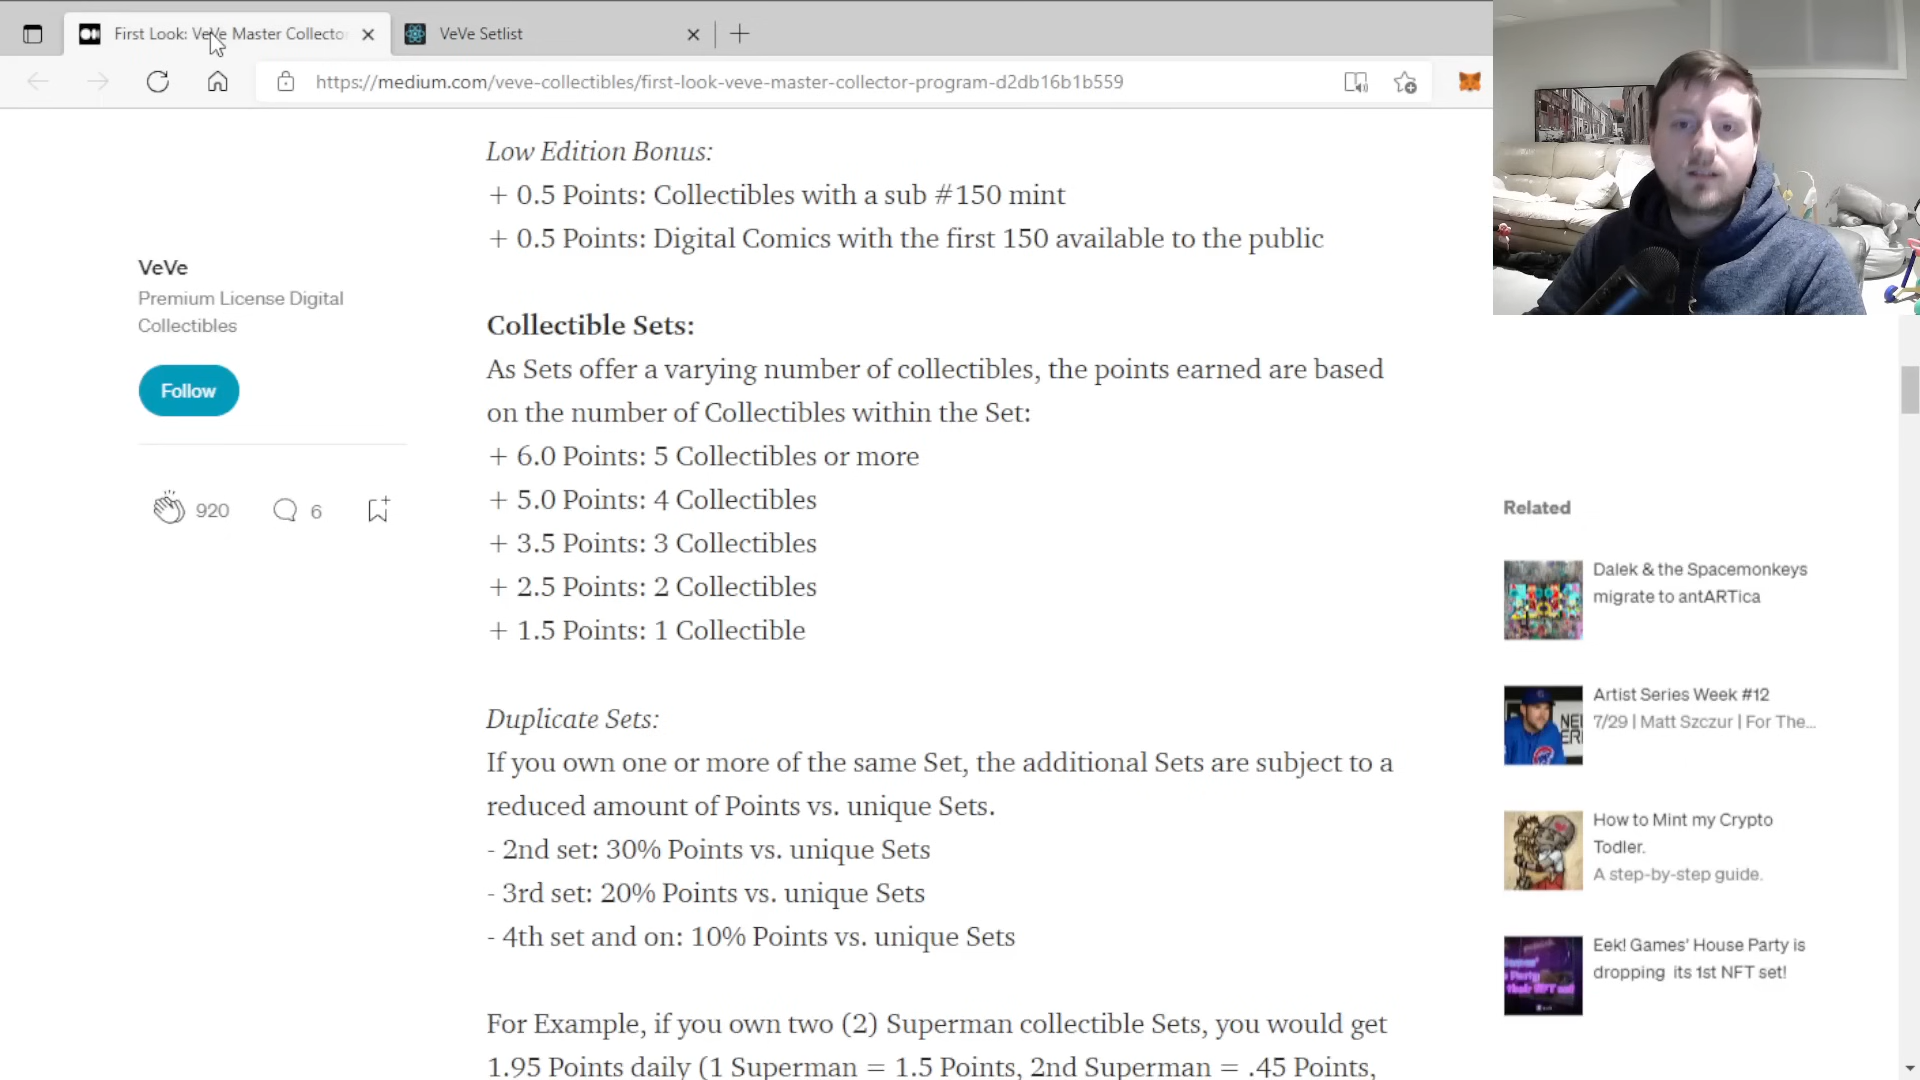 First Look: VeVe Master Collector
VeVe Setlist
https://medium.com/veve-collectibles/first-look-veve-master-collector-program-d2db16b1b559
Low Edition Bonus:
+ 0.5 Points: Collectibles with a sub #150 mint
+ 0.5 Points: Digital Comics with the first 150 available to the public
VeVe
Premium License Digital
Collectibles
Follow
920
6
Collectible Sets:
As Sets offer a varying number of collectibles, the points earned are based
on the number of Collectibles within the Set:
+ 6.0 Points: 5 Collectibles or more
+ 5.0 Points: 4 Collectibles
+ 3.5 Points: 3 Collectibles
+ 2.5 Points: 2 Collectibles
+ 1.5 Points: 1 Collectible
Duplicate Sets:
If you own one or more of the same Set, the additional Sets are subject to a
reduced amount of Points vs. unique Sets.
- 2nd set: 30% Points vs. unique Sets
- 3rd set: 20% Points vs. unique Sets
- 4th set and on: 10% Points vs. unique Sets
For Example, if you own two (2) Superman collectible Sets, you would get
1.95 Points daily (1 Superman = 1.5 Points, 2nd Superman = .45 Points,
Related
Dalek & the Spacemonkeys
migrate to antARTica
Artist Series Week #12
7/29 | Matt Szczur | For The...
How to Mint my Crypto
Todler.
A step-by-step guide.
Eek! Games' House Party is
dropping its 1st NFT set!